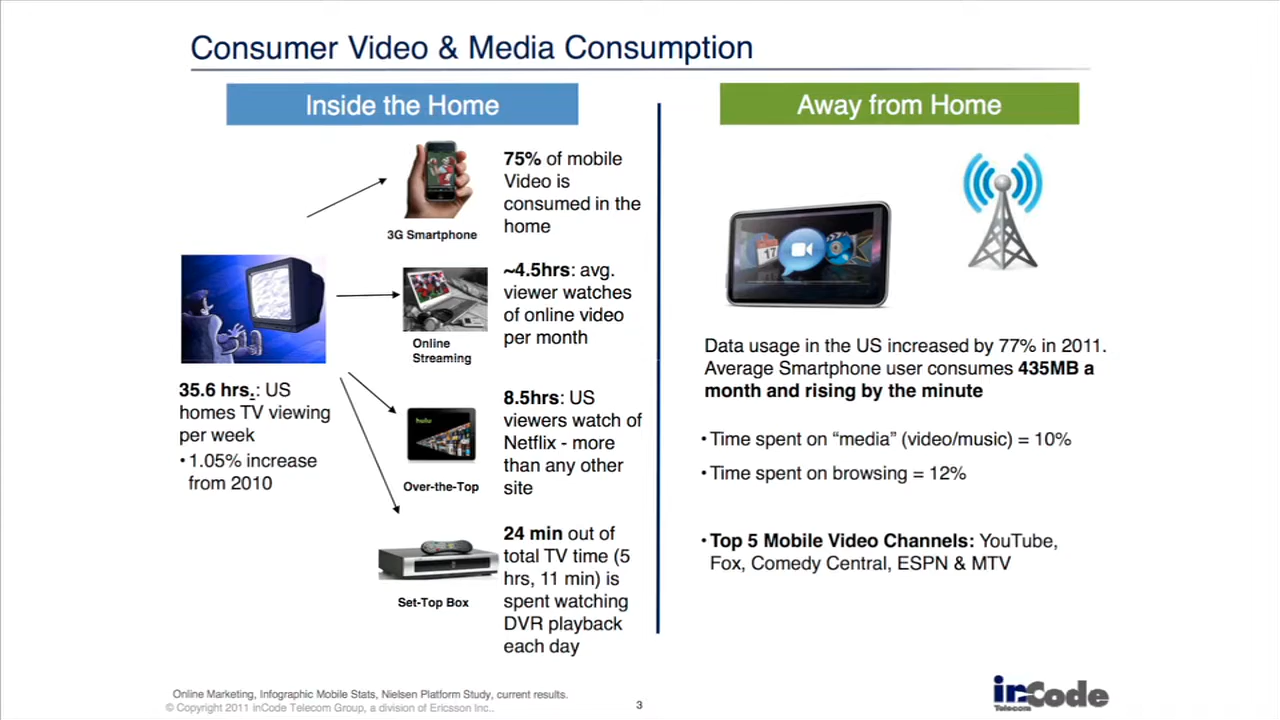 Consumer Video & Media Consumption
Inside the Home
3G Smartphone
75% of mobile
Video is
consumed in the
home
Online
Streaming
~4.5hrs: avg.
viewer watches
of online video
per month
35.6 hrs.: US
homes TV viewing
per week
• 1.05% increase
from 2010
hulu
Over-the-Top
8.5hrs: US
viewers watch of
Netflix - more
than any other
site
Set-Top Box
24 min out of
total TV time (5
hrs, 11 min) is
spent watching
DVR playback
each day
Away from Home
17
Data usage in the US increased by 77% in 2011.
Average Smartphone user consumes 435MB a
month and rising by the minute
• Time spent on “media” (video/music) = 10%
• Time spent on browsing = 12%
• Top 5 Mobile Video Channels: YouTube,
Fox, Comedy Central, ESPN & MTV
Online Marketing, Infographic Mobile Stats, Nielsen Platform Study, current results.
© Copyright 2011 inCode Telecom Group, a division of Ericsson Inc..
3
inCode
Telecom